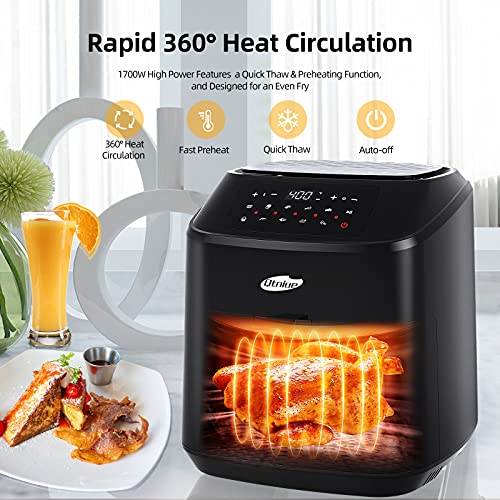 Rapid 360° Heat Circulation
1700W High Power Features a Quick Thaw & Preheating Function,
and Designed for an Even Fry
360° Heat
Circulation
Fast Preheat
Quick Thaw
Auto-off
400
Qtniue